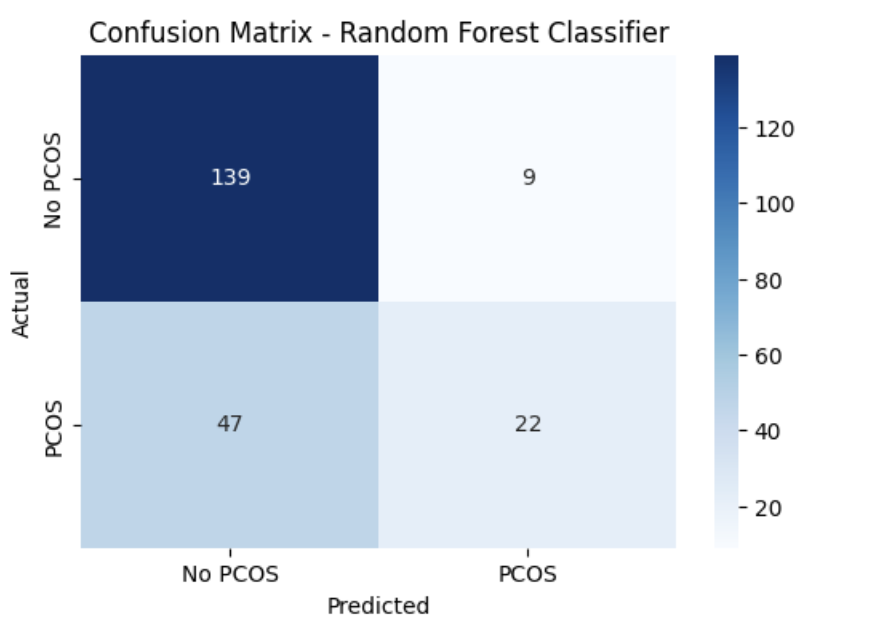 Confusion Matrix - Random Forest Classifier
No PCOS
139
9
120
100
80
60
40
20
Actual
PCOS
47
22
No PCOS
PCOS
Predicted